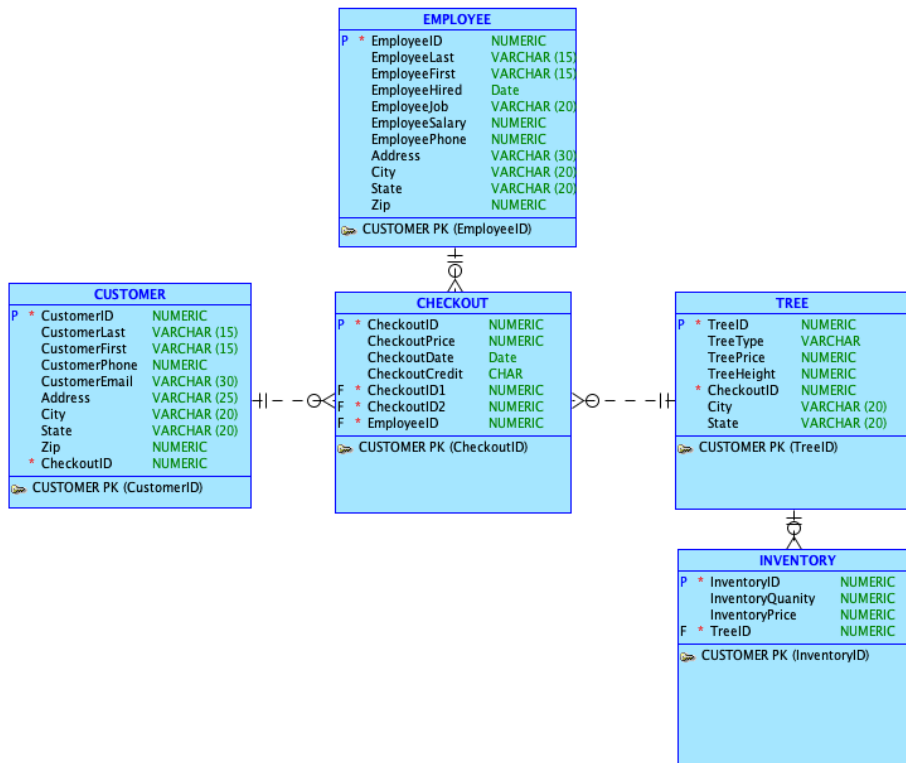 EMPLOYEE
P * EmployeeID NUMERIC
EmployeeLast VARCHAR (15)
EmployeeFirst VARCHAR (15)
EmployeeHired Date
EmployeeJob VARCHAR (20)
EmployeeSalary NUMERIC
EmployeePhone NUMERIC
Address VARCHAR (30)
City VARCHAR (20)
State VARCHAR (20)
Zip NUMERIC
CUSTOMER PK (EmployeeID)
CUSTOMER
P * CustomerID NUMERIC
CustomerLast VARCHAR (15)
CustomerFirst VARCHAR (15)
CustomerPhone NUMERIC
CustomerEmail VARCHAR (30)
Address VARCHAR (25)
City VARCHAR (20)
State VARCHAR (20)
Zip NUMERIC
* CheckoutID NUMERIC
CUSTOMER PK (CustomerID)
CHECKOUT
P * CheckoutID NUMERIC
CheckoutPrice NUMERIC
CheckoutDate Date
CheckoutCredit CHAR
F * CheckoutID1 NUMERIC
F * CheckoutID2 NUMERIC
F * EmployeeID NUMERIC
CUSTOMER PK (CheckoutID)
TREE
P * TreeID NUMERIC
TreeType VARCHAR
TreePrice NUMERIC
TreeHeight NUMERIC
* CheckoutID NUMERIC
City VARCHAR (20)
State VARCHAR (20)
CUSTOMER PK (TreeID)
INVENTORY
P * InventoryID NUMERIC
InventoryQuanity NUMERIC
InventoryPrice NUMERIC
F * TreeID NUMERIC
CUSTOMER PK (InventoryID)